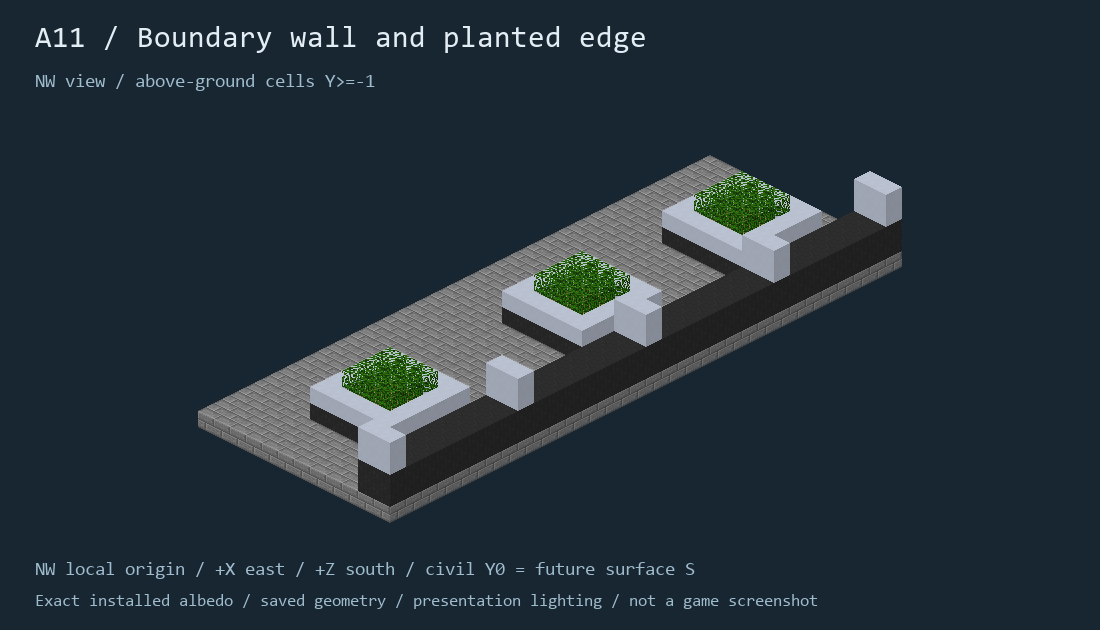 A11 / Boundary wall and planted edge
NW view / above-ground cells Y>=-1
NW local origin / +X east / +Z south / civil Y0 = future surface S
Exact installed albedo / saved geometry / presentation lighting / not a game screenshot